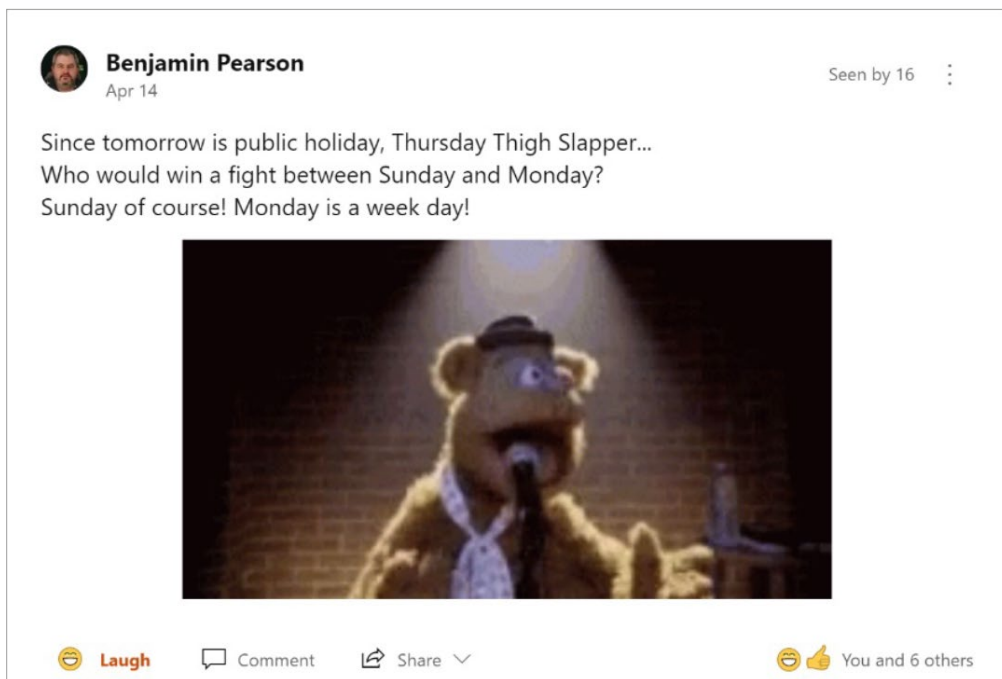 Benjamin Pearson
Apr 14
Seen by 16
Since tomorrow is public holiday, Thursday Thigh Slapper...
Who would win a fight between Sunday and Monday?
Sunday of course! Monday is a week day!
Laugh
Comment
Share
You and 6 others